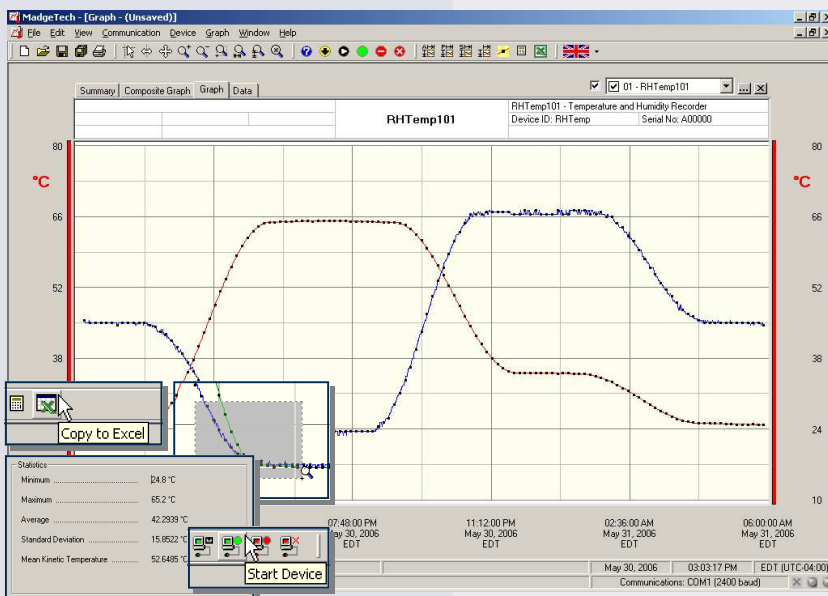 MadgeTech - [Graph - (Unsaved)]
File Edit View Communication Device Graph Window Help
Summary Composite Graph Graph Data
01 - RHTemp101
RHTemp101
RHTemp101 - Temperature and Humidity Recorder
Device ID: RHTemp Serial No: A00000
80 80
°C °C
66 66
52 52
38 38
Copy to Excel
24
10
Statistics
Minimum 24.8 °C
Maximum 65.2 °C
Average 42.2939 °C
Standard Deviation 15.8522 °C
Mean Kinetic Temperature 52.6485 °C
07:48:00 PM 11:12:00 PM 02:36:00 AM 06:00:00 AM
May 30, 2006 May 30, 2006 May 31, 2006 May 31, 2006
EDT EDT EDT EDT
Start Device
May 30, 2006 03:03:17 PM EDT (UTC-04:00)
Communications: COM1 (2400 baud)